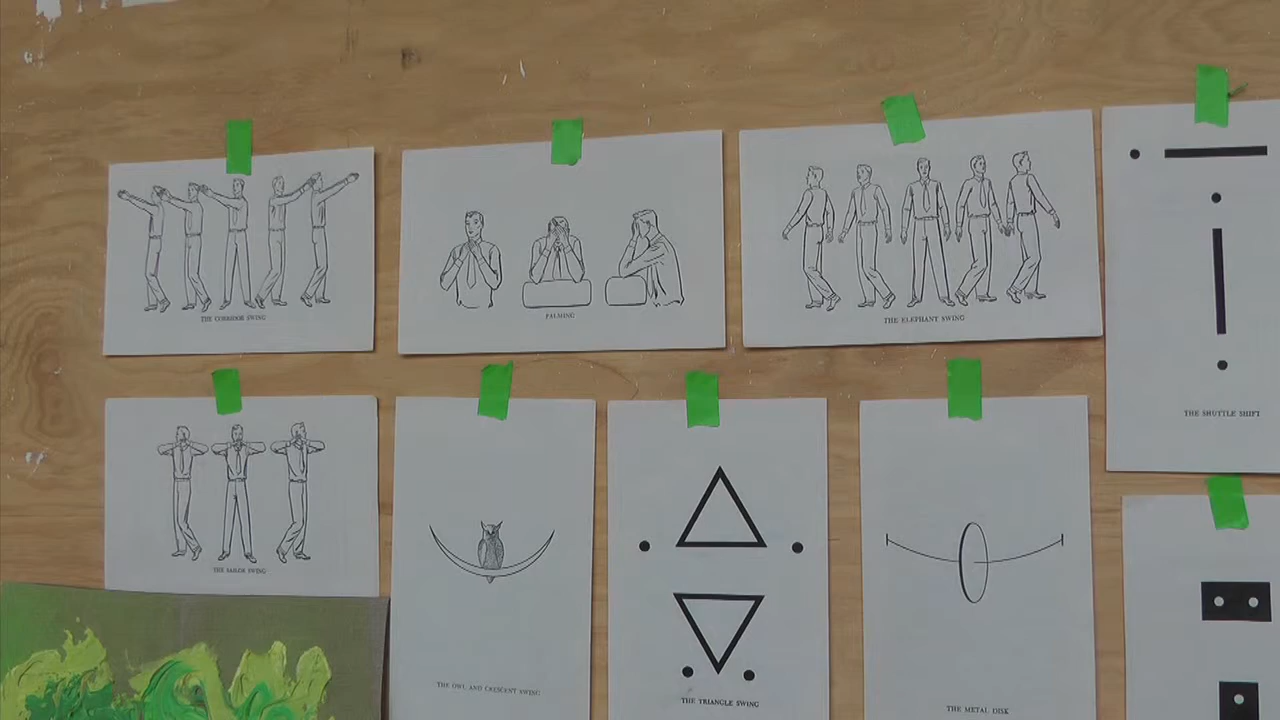 THE CORRIDOR SWING
PALMING
THE ELEPHANT SWING
THE SHUTTLE SHIFT
THE SAILOR SWING
THE OWL AND CRESCENT SWING
THE TRIANGLE SWING
THE METAL DISK